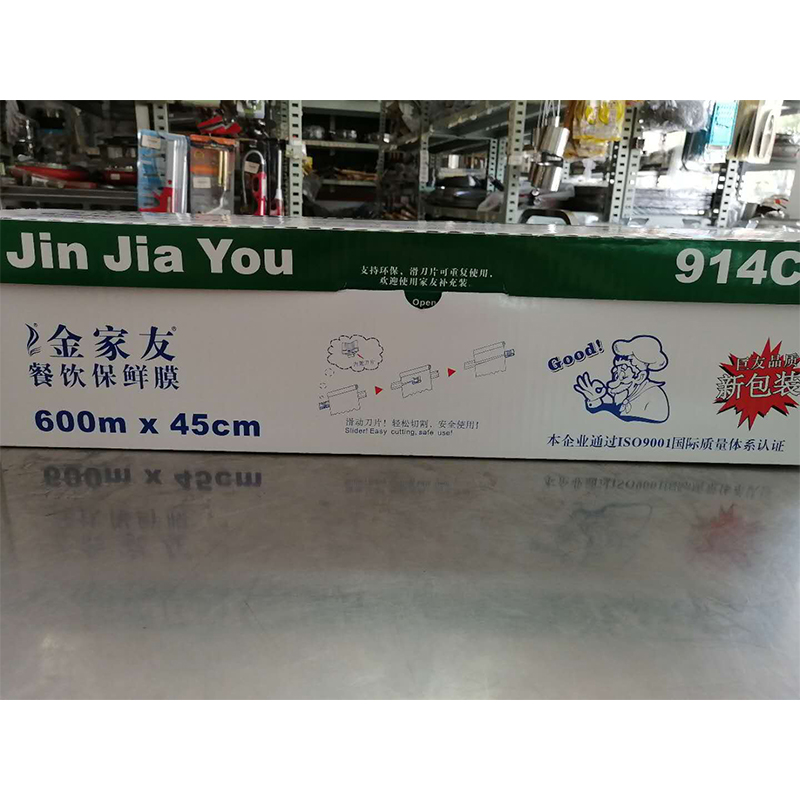 Jin Jia You
支持环保，滑刀片可重复使用，
欢迎使用家友补充装。
914C
Open
金家友®
餐饮保鲜膜
600m x 45cm
滑动刀片！轻松切割、安全使用！
Slider! Easy cutting, safe use!
Good!
本企业通过ISO9001国际质量体系认证
巨友品质
新包装